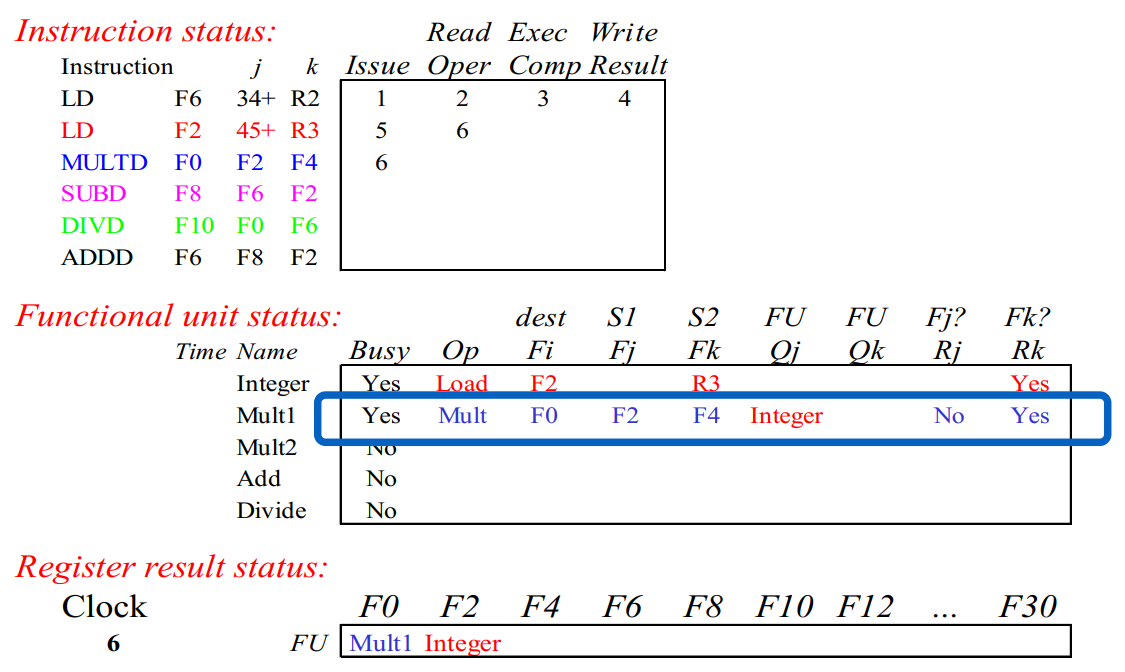 Instruction status: Read Exec Write
Instruction j k Issue Oper Comp Result
LD F6 34+ R2 1 2 3 4
LD F2 45+ R3 5 6
MULTD F0 F2 F4 6
SUBD F8 F6 F2
DIVD F10 F0 F6
ADDD F6 F8 F2
Functional unit status: dest S1 S2 FU FU Fj? Fk?
Time Name Busy Op Fi Fj Fk Qj Qk Rj Rk
Integer Yes Load F2 R3 Yes
Mult1 Yes Mult F0 F2 F4 Integer No Yes
Mult2 No
Add No
Divide No
Register result status:
Clock F0 F2 F4 F6 F8 F10 F12 ... F30
6 FU Mult1 Integer